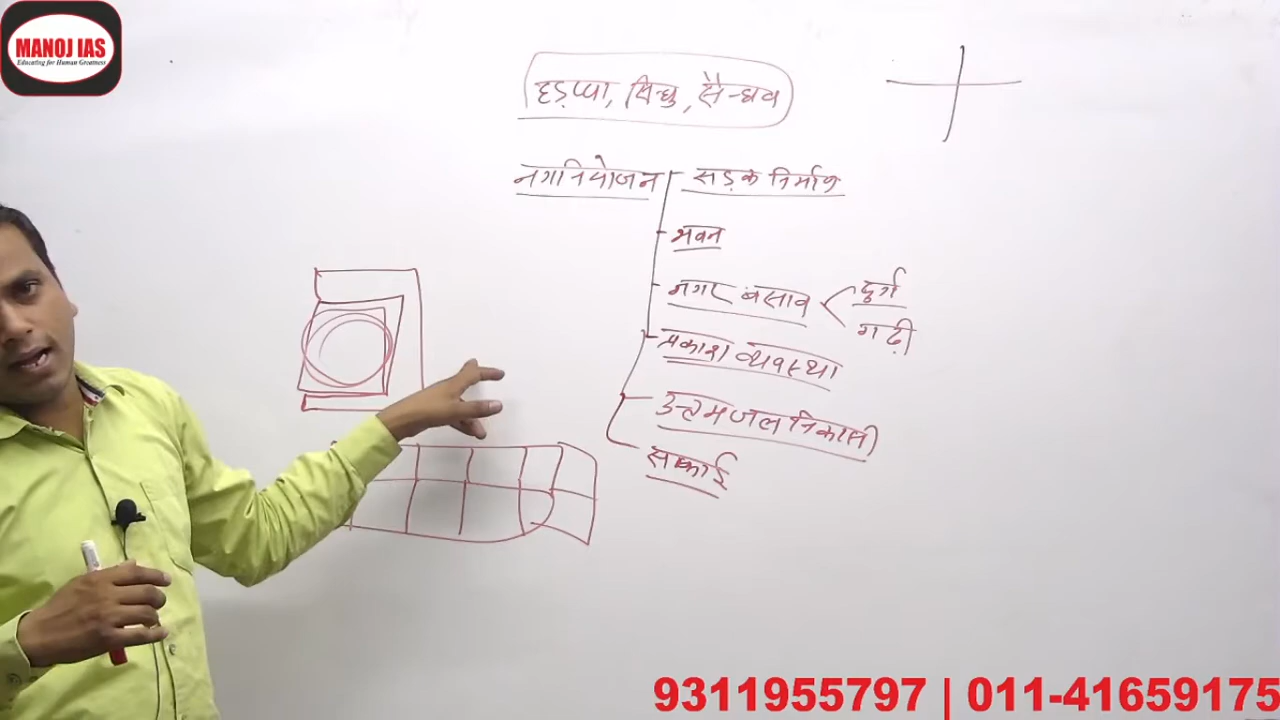 MANOJ IAS
Educating for Human Greatness
हड़प्पा, सिन्धु, सैन्धव
नगर नियोजन
सड़क निर्माण
भवन
नगर बसाव
दुर्ग
गढ़ी
प्रकाश व्यवस्था
उत्तम जल निकासी
सफाई
9311955797 | 011-41659175